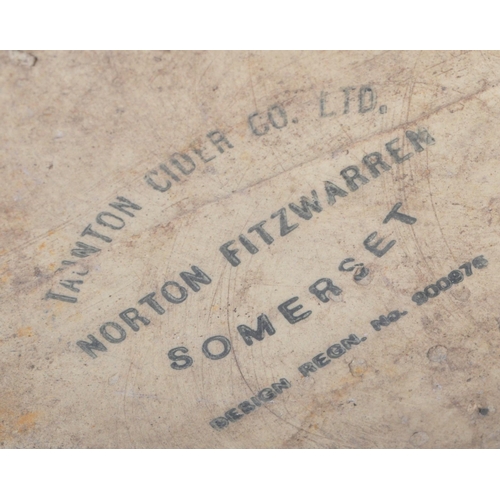 TAUNTON CIDER CO. LTD.
NORTON FITZWARREN
SOMERSET
DESIGN REGN. No. 900876